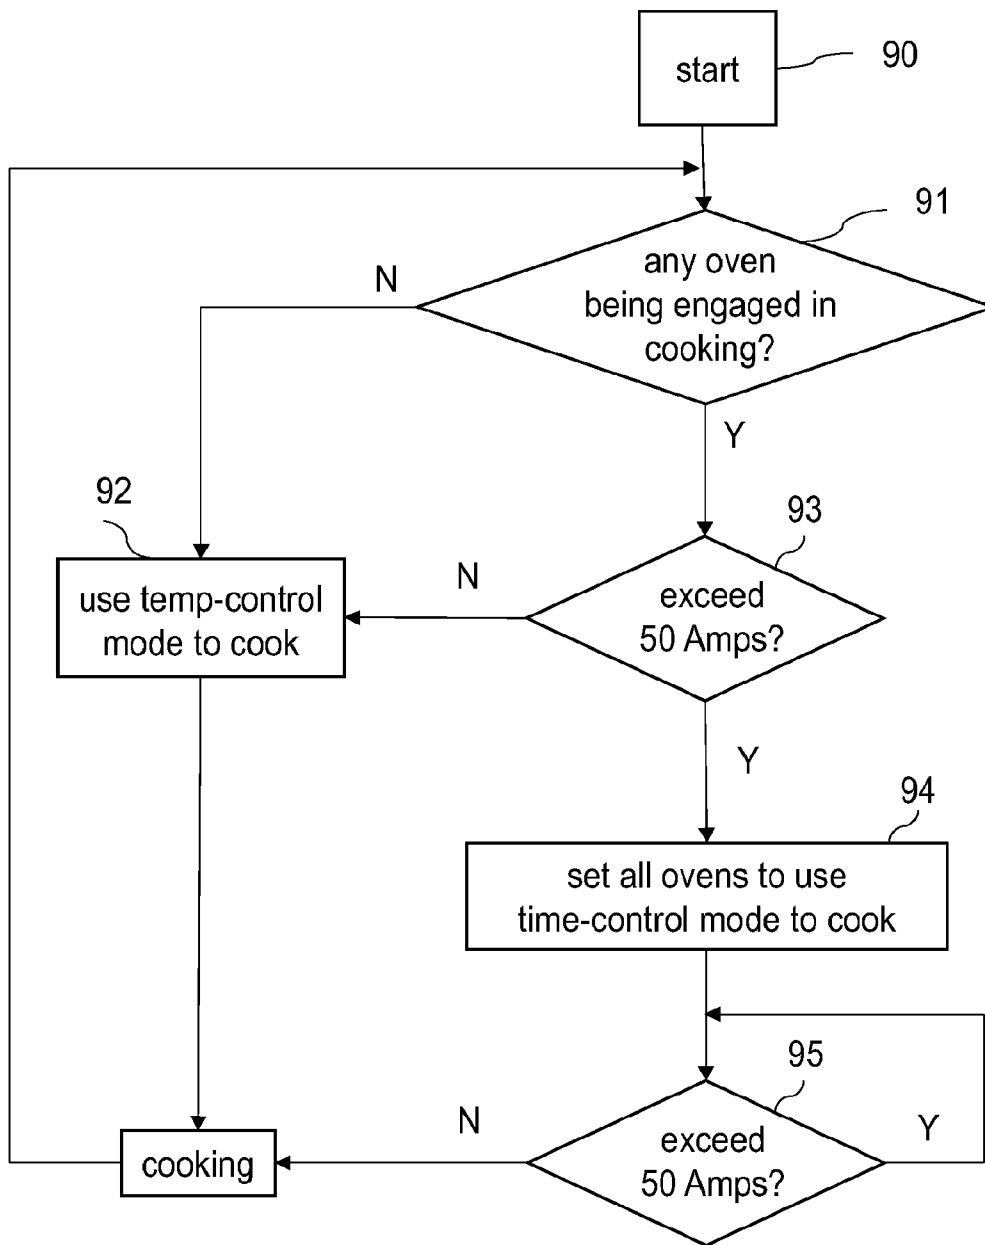 start
90
91
any oven
being engaged in
cooking?
N
Y
92
93
use temp-control
mode to cook
N
exceed
50 Amps?
Y
94
set all ovens to use
time-control mode to cook
95
N
exceed
50 Amps?
Y
cooking